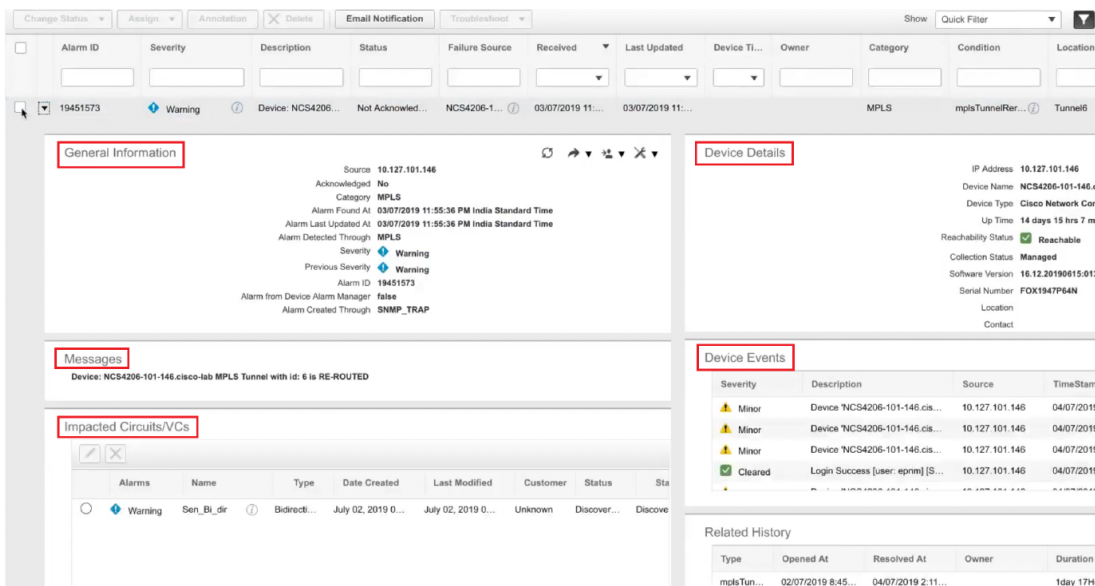 Change Status Assign. Annotation Delete Email Notification Troubleshoot Show Quick Filter
Alarm ID Severity Description Status Failure Source Received Last Updated Device Ti... Owner Category Condition Location
19451573 Warning Device: NCS4206... Not Acknowled... NCS4206-1... 03/07/2019 11:... 03/07/2019 11:... MPLS mplsTunnelRer... Tunnel6
General Information
Source 10.127.101.146
Acknowledged No
Category MPLS
Alarm Found At 03/07/2019 11:55:36 PM India Standard Time
Alarm Last Updated At 03/07/2019 11:55:36 PM India Standard Time
Alarm Detected Through MPLS
Severity Warning
Previous Severity Warning
Alarm ID 19451573
Alarm from Device Alarm Manager false
Alarm Created Through SNMP_TRAP
Messages
Device: NCS4206-101-146.cisco-lab MPLS Tunnel with id: 6 is RE-ROUTED
Impacted Circuits/VCs
Alarms Name Type Date Created Last Modified Customer Status Sta
Warning Sen_Bi_dir Bidirecti... July 02, 2019 0... July 02, 2019 0... Unknown Discover... Discove
Device Details
IP Address 10.127.101.146
Device Name NCS4206-101-146.c
Device Type Cisco Network Con
Up Time 14 days 15 hrs 7 m
Reachability Status Reachable
Collection Status Managed
Software Version 16.12.20190615:01
Serial Number FOX1947P64N
Location
Contact
Device Events
Severity Description Source TimeStam
Minor Device 'NCS4206-101-146.cis... 10.127.101.146 04/07/2019
Minor Device 'NCS4206-101-146.cis... 10.127.101.146 04/07/2019
Minor Device 'NCS4206-101-146.cis... 10.127.101.146 04/07/2019
Cleared Login Success [user: epnm] [S... 10.127.101.146 04/07/2019
Related History
Type Opened At Resolved At Owner Duration
mplsTun... 02/07/2019 8:45... 04/07/2019 2:11... 1day 17H